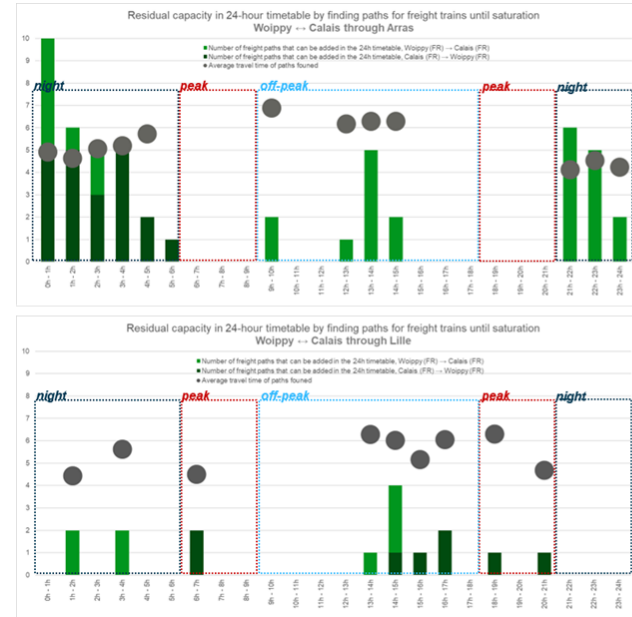 Residual capacity in 24-hour timetable by finding paths for freight trains until saturation
Woippy ↔ Calais through Arras
Number of freight paths that can be added in the 24h timetable, Woippy (FR) → Calais (FR)
Number of freight paths that can be added in the 24h timetable, Calais (FR) → Woippy (FR)
Average travel time of paths founed
10
9
8
7
6
5
4
3
2
1
0
night
peak
off-peak
peak
night
0h - 1h
1h - 2h
2h - 3h
3h - 4h
4h - 5h
5h - 6h
6h - 7h
7h - 8h
8h - 9h
9h - 10h
10h - 11h
11h - 12h
12h - 13h
13h - 14h
14h - 15h
15h - 16h
16h - 17h
17h - 18h
18h - 19h
19h - 20h
20h - 21h
21h - 22h
22h - 23h
23h - 24h
Residual capacity in 24-hour timetable by finding paths for freight trains until saturation
Woippy ↔ Calais through Lille
Number of freight paths that can be added in the 24h timetable, Woippy (FR) → Calais (FR)
Number of freight paths that can be added in the 24h timetable, Calais (FR) → Woippy (FR)
Average travel time of paths founed
10
9
8
7
6
5
4
3
2
1
0
night
peak
off-peak
peak
night
0h - 1h
1h - 2h
2h - 3h
3h - 4h
4h - 5h
5h - 6h
6h - 7h
7h - 8h
8h - 9h
9h - 10h
10h - 11h
11h - 12h
12h - 13h
13h - 14h
14h - 15h
15h - 16h
16h - 17h
17h - 18h
18h - 19h
19h - 20h
20h - 21h
21h - 22h
22h - 23h
23h - 24h